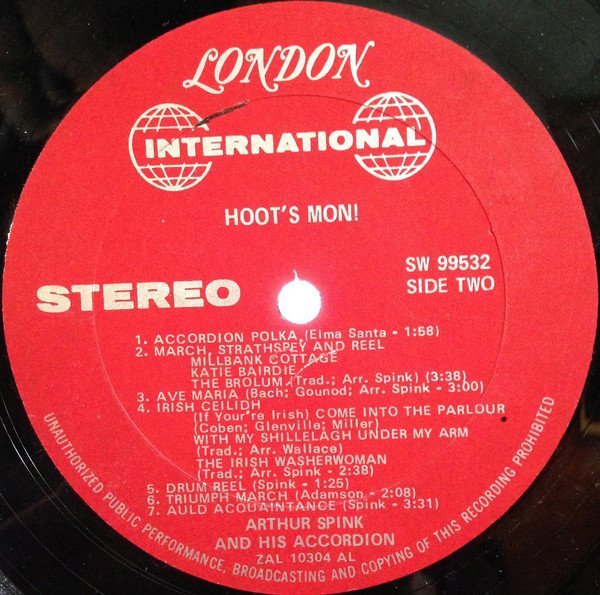 LONDON
INTERNATIONAL
HOOT'S MON!
STEREO
SW 99532
SIDE TWO
1. ACCORDION POLKA (Elma Santa - 1:58)
2. MARCH, STRATHSPEY AND REEL
MILLBANK COTTAGE
KATIE BAIRDIE
THE BROLUM (Trad.; Arr. Spink) (3:38)
3. AVE MARIA (Bach; Gounod; Arr. Spink - 3:00)
4. IRISH CEILIDH
(If Your're Irish) COME INTO THE PARLOUR
(Coben; Glenville; Miller)
WITH MY SHILLELAGH UNDER MY ARM
(Trad.; Arr. Wallace)
THE IRISH WASHERWOMAN
(Trad.; Arr. Spink - 2:38)
5. DRUM REEL (Spink - 1:25)
6. TRIUMPH MARCH (Adamson - 2:08)
7. AULD ACQUAINTANCE (Spink - 3:31)
ARTHUR SPINK
AND HIS ACCORDION
ZAL 10304 AL
UNAUTHORIZED PUBLIC PERFORMANCE, BROADCASTING AND COPYING OF THIS RECORDING PROHIBITED